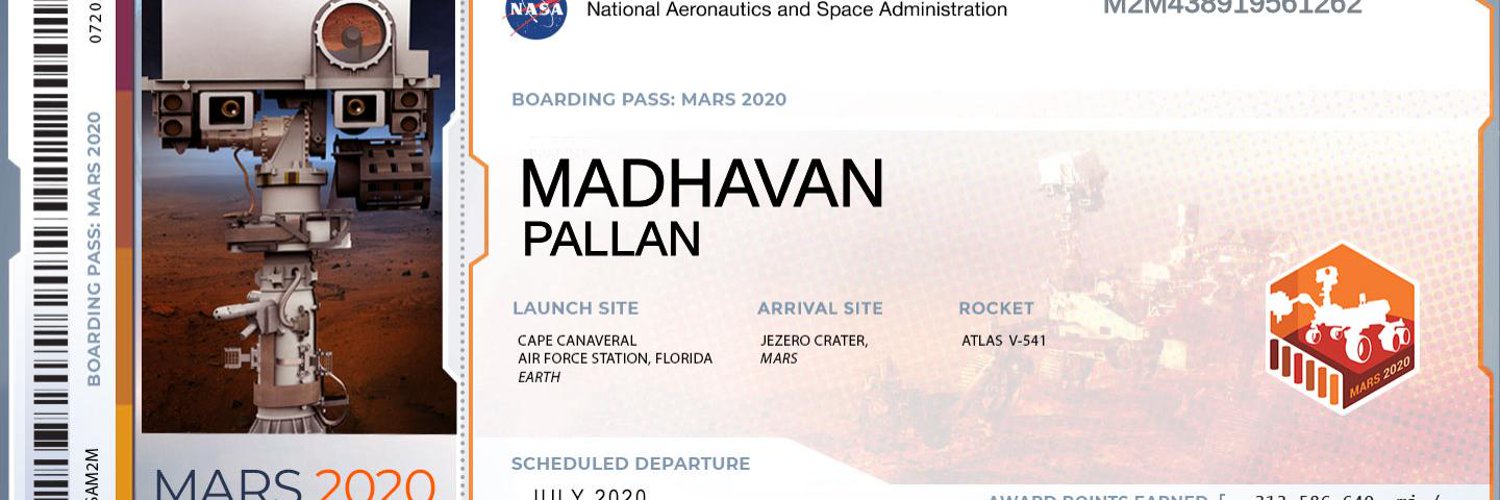 0720
BOARDING PASS: MARS 2020
SAM2M
MARS 2020
NASA
National Aeronautics and Space Administration
M2M438919561262
BOARDING PASS: MARS 2020
MADHAVAN
PALLAN
LAUNCH SITE
CAPE CANAVERAL
AIR FORCE STATION, FLORIDA
EARTH
ARRIVAL SITE
JEZERO CRATER,
MARS
ROCKET
ATLAS V-541
MARS 2020
SCHEDULED DEPARTURE
JULY 2020
AWARD POINTS EARNED [ 313,586,649 mi /